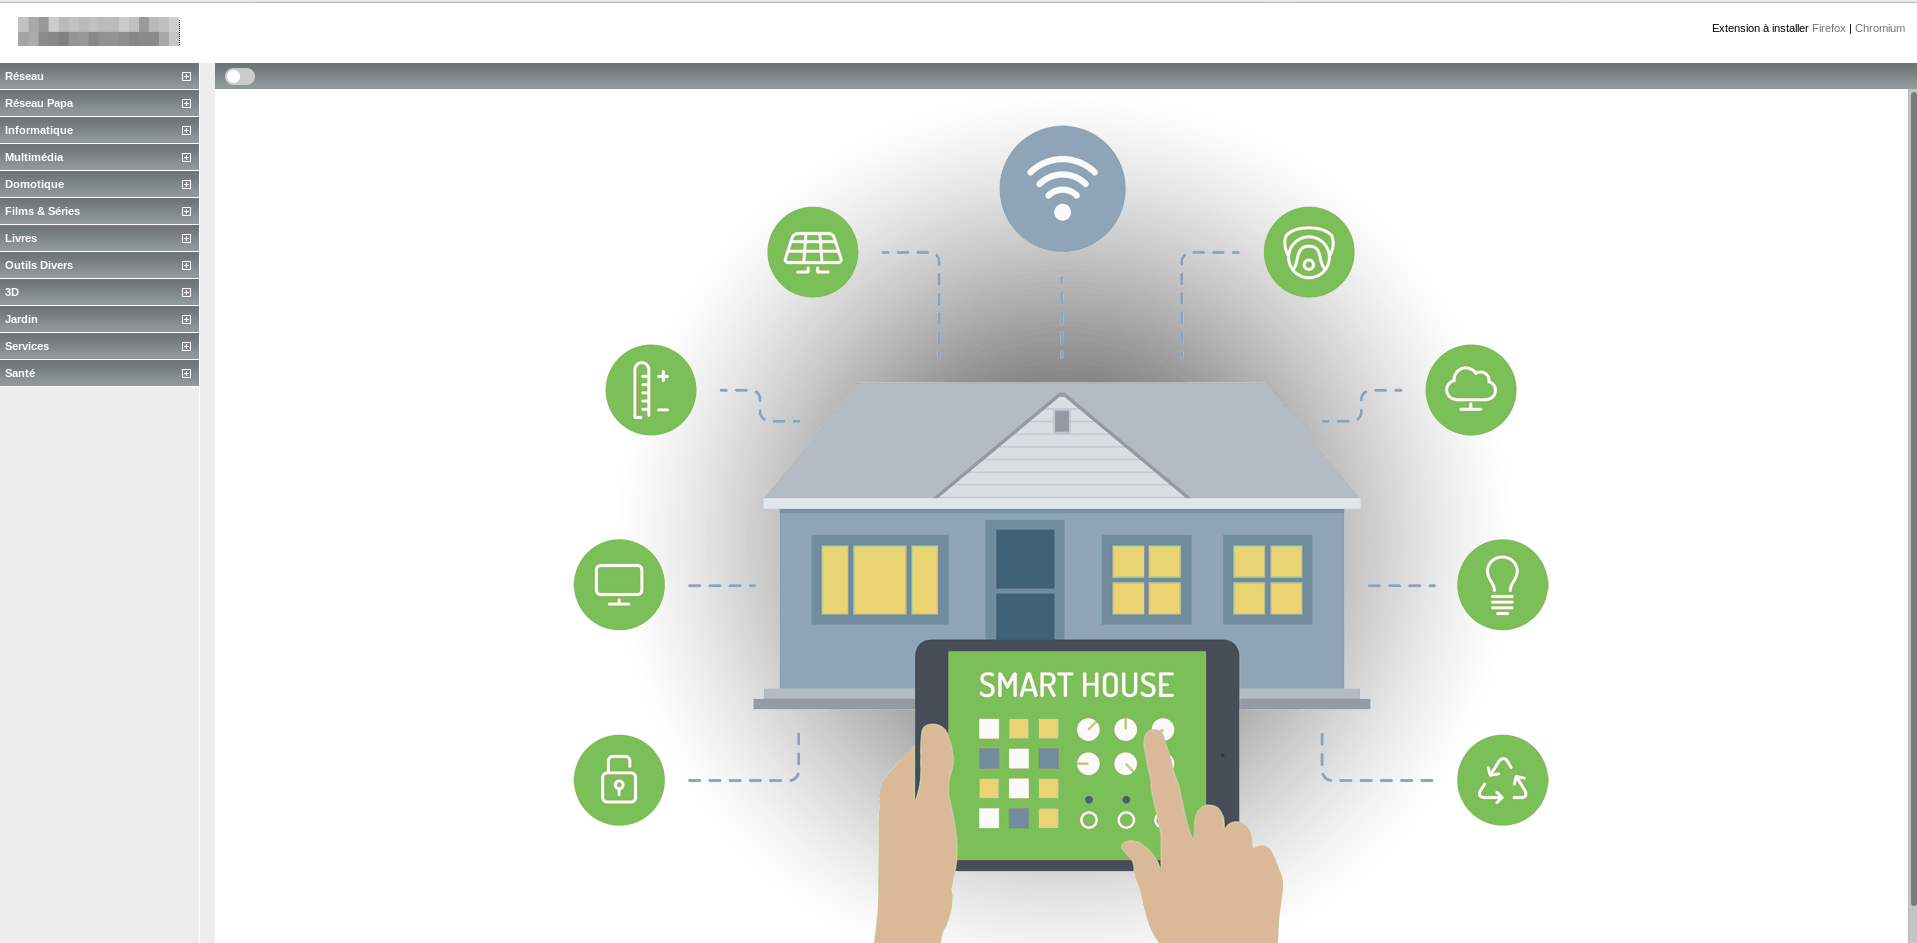 Extension à installer Firefox | Chromium
Réseau
Réseau Papa
Informatique
Multimédia
Domotique
Films & Séries
Livres
Outils Divers
3D
Jardin
Services
Santé
SMART HOUSE